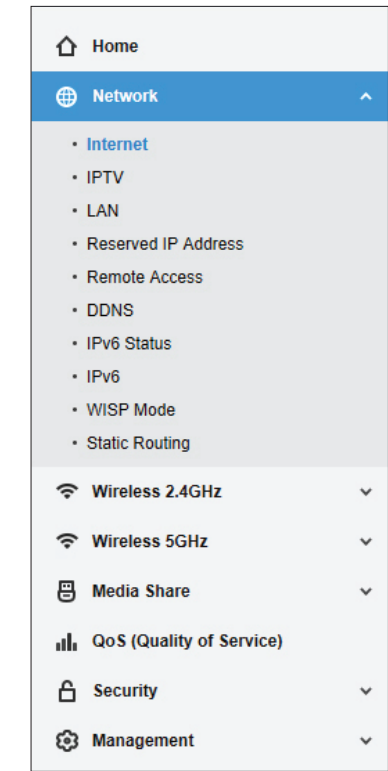 Home
Network
Internet
IPTV
LAN
Reserved IP Address
Remote Access
DDNS
IPv6 Status
IPv6
WISP Mode
Static Routing
Wireless 2.4GHz
Wireless 5GHz
Media Share
QoS (Quality of Service)
Security
Management